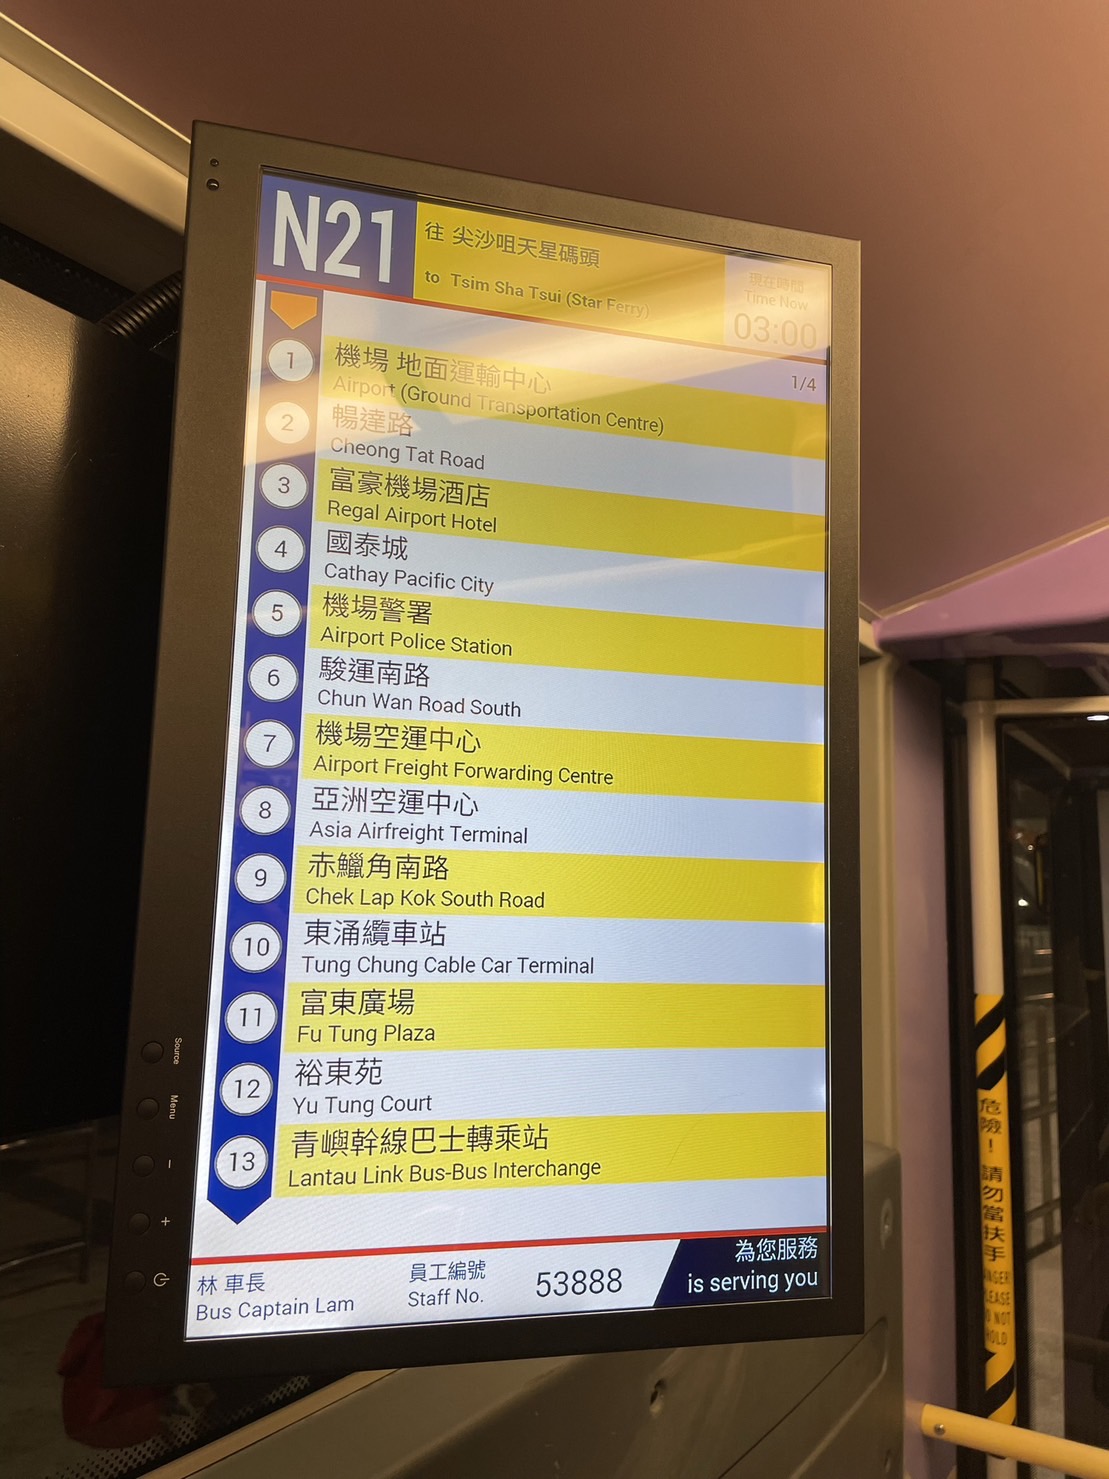 N21
往 尖沙咀天星碼頭
to Tsim Sha Tsui (Star Ferry)
現在時間
Time Now
03:00
1/4
1
機場 地面運輸中心
Airport (Ground Transportation Centre)
2
暢達路
Cheong Tat Road
3
富豪機場酒店
Regal Airport Hotel
4
國泰城
Cathay Pacific City
5
機場警署
Airport Police Station
6
駿運南路
Chun Wan Road South
7
機場空運中心
Airport Freight Forwarding Centre
8
亞洲空運中心
Asia Airfreight Terminal
9
赤鱲角南路
Chek Lap Kok South Road
10
東涌纜車站
Tung Chung Cable Car Terminal
11
富東廣場
Fu Tung Plaza
12
裕東苑
Yu Tung Court
13
青嶼幹線巴士轉乘站
Lantau Link Bus-Bus Interchange
林 車長
Bus Captain Lam
員工編號
Staff No.
53888
為您服務
is serving you
Source
Menu
-
+
危險！請勿當扶手